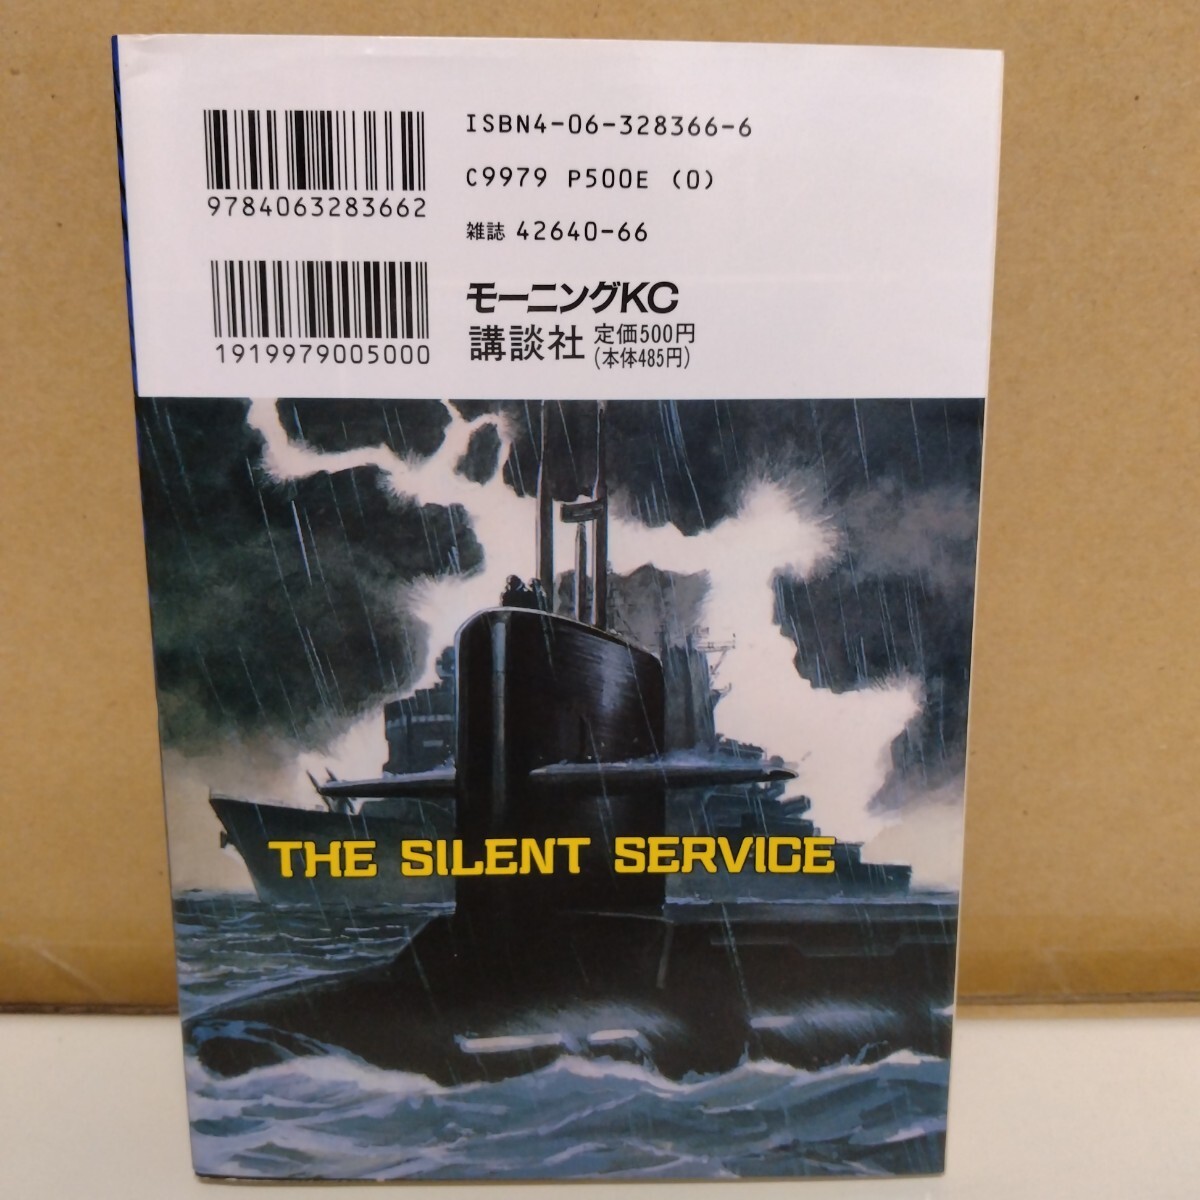 ISBN4-06-328366-6
C9979 P500E (0)
9784063283662
雑誌 42640-66
モーニングKC
講談社 定価500円
(本体485円)
1919979005000
THE SILENT SERVICE